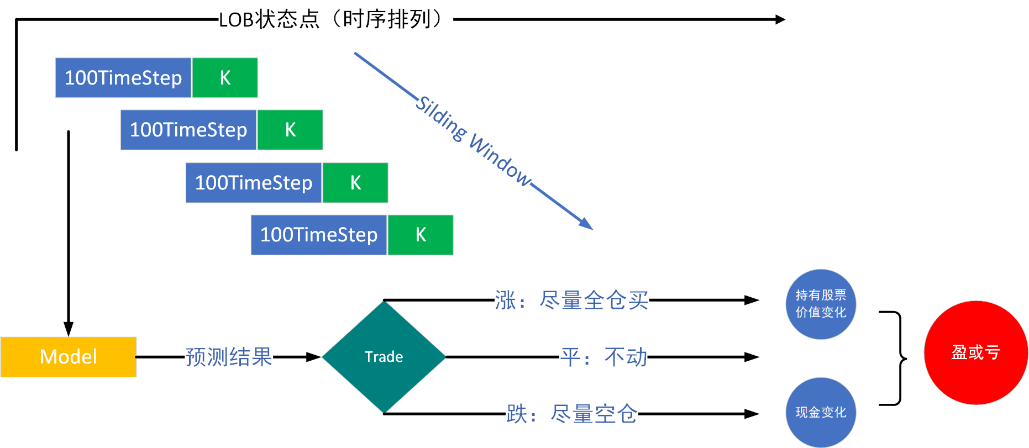 LOB状态点（时序排列）
100TimeStep K
100TimeStep K
100TimeStep K
100TimeStep K
Silding Window
涨：尽量全仓买
持有股票
价值变化
Model
预测结果
Trade
平：不动
盈或亏
跌：尽量空仓
现金变化